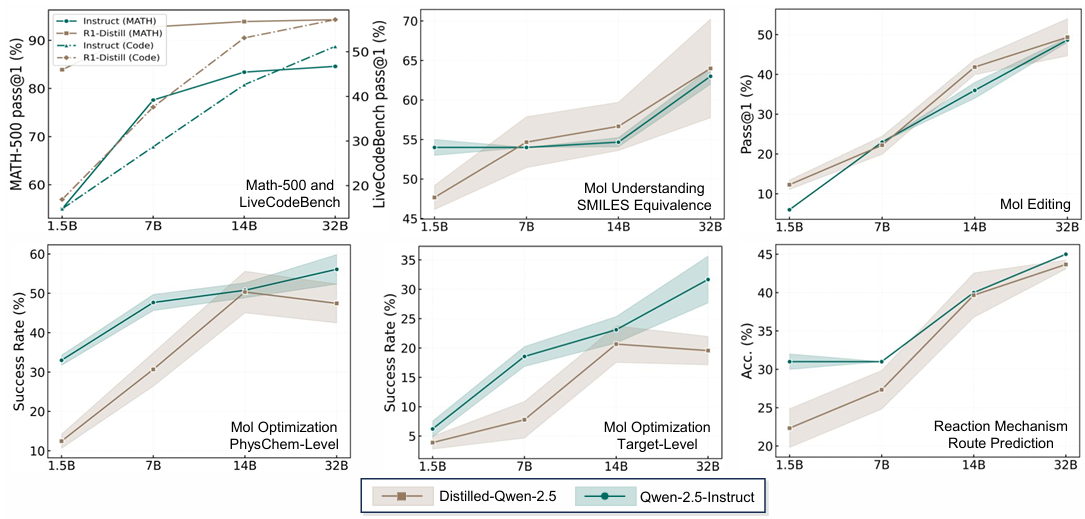 MATH-500 pass@1 (%)
90
80
70
60
Instruct (MATH)
R1-Distill (MATH)
Instruct (Code)
R1-Distill (Code)
50
40
30
20
LiveCodeBench pass@1 (%)
Math-500 and
LiveCodeBench
1.5B 7B 14B 32B
70
65
60
55
50
45
Mol Understanding
SMILES Equivalence
1.5B 7B 14B 32B
Pass@1 (%)
50
40
30
20
10
Mol Editing
1.5B 7B 14B 32B
Success Rate (%)
60
50
40
30
20
10
Mol Optimization
PhysChem-Level
1.5B 7B 14B 32B
Success Rate (%)
35
30
25
20
15
10
5
Mol Optimization
Target-Level
1.5B 7B 14B 32B
Acc. (%)
45
40
35
30
25
20
Reaction Mechanism
Route Prediction
1.5B 7B 14B 32B
Distilled-Qwen-2.5 Qwen-2.5-Instruct